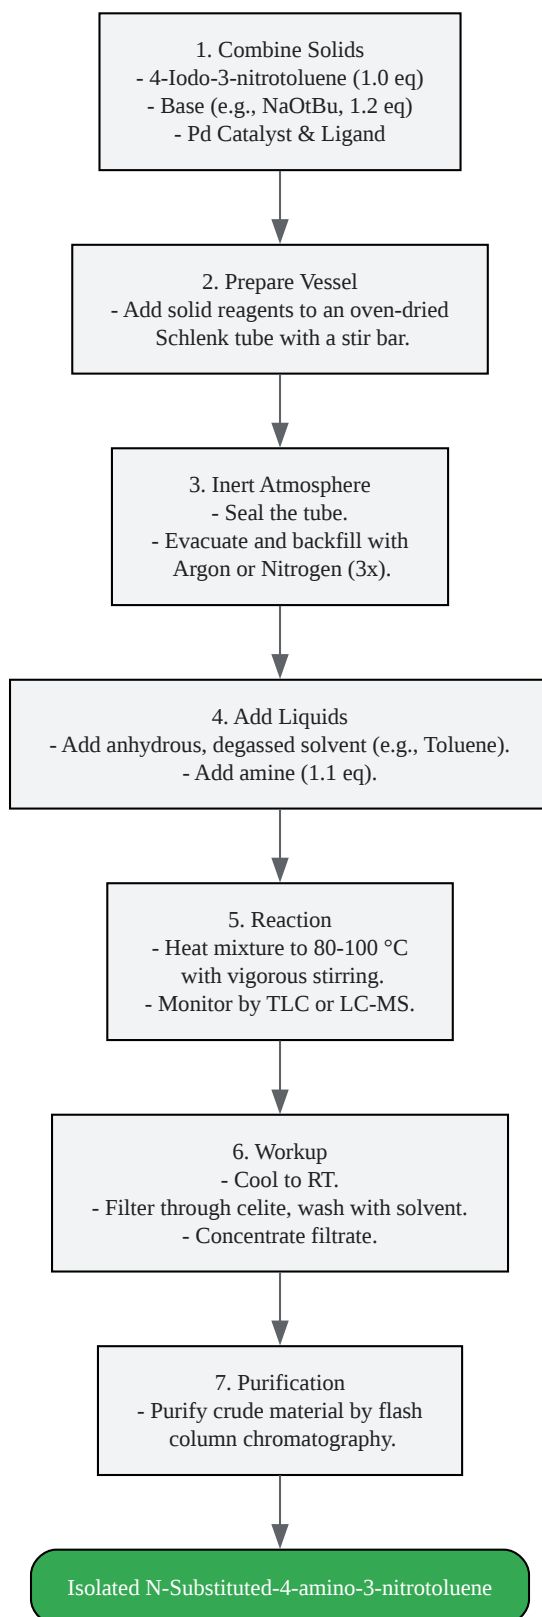 1. Combine Solids
- 4-Iodo-3-nitrotoluene (1.0 eq)
- Base (e.g., NaOtBu, 1.2 eq)
- Pd Catalyst & Ligand
2. Prepare Vessel
- Add solid reagents to an oven-dried
Schlenk tube with a stir bar.
3. Inert Atmosphere
- Seal the tube.
- Evacuate and backfill with
Argon or Nitrogen (3x).
4. Add Liquids
- Add anhydrous, degassed solvent (e.g., Toluene).
- Add amine (1.1 eq).
5. Reaction
- Heat mixture to 80-100 °C
with vigorous stirring.
- Monitor by TLC or LC-MS.
6. Workup
- Cool to RT.
- Filter through celite, wash with solvent.
- Concentrate filtrate.
7. Purification
- Purify crude material by flash
column chromatography.
Isolated N-Substituted-4-amino-3-nitrotoluene